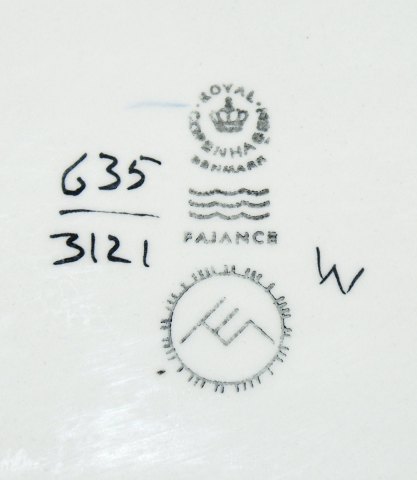 ROYAL COPENHAGEN
DENMARK
635
3121
FAJANCE
W